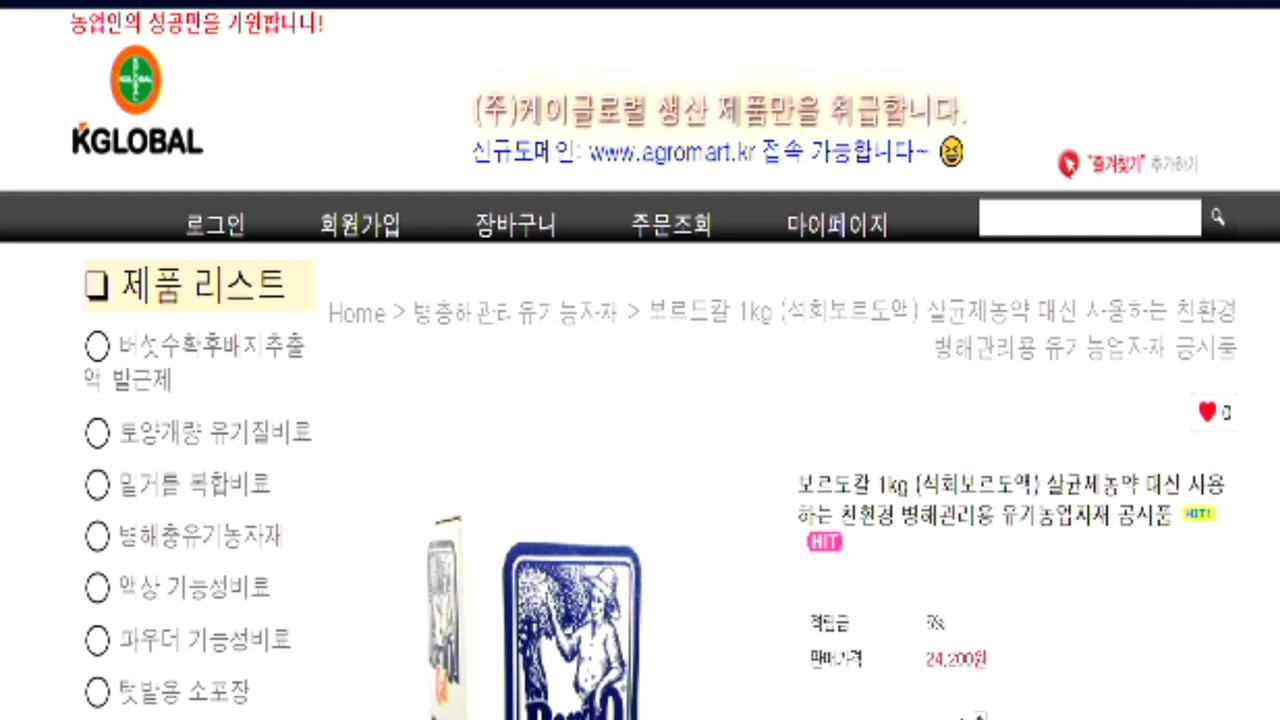 농업인의 성공만을 기원합니다!
KGLOBAL
(주)케이글로벌 생산 제품만을 취급합니다.
신규도메인: www.agromart.kr 접속 가능합니다~
"즐겨찾기" 추가하기
로그인 회원가입 장바구니 주문조회 마이페이지
제품 리스트
버섯수확후배지추출
액 발근제
토양개량 유기질비료
밑거름 복합비료
병해충유기농자재
액상 기능성비료
파우더 기능성비료
텃밭용 소포장
Home > 병충해관리 유기농자재 > 보르도칼 1kg (석회보르도액) 살균제농약 대신 사용하는 친환경
병해관리용 유기농업자재 공시품
0
보르도칼 1kg (석회보르도액) 살균제농약 대신 사용
하는 친환경 병해관리용 유기농업자재 공시품 HIT!
HIT
적립금 5%
판매가격 24,200원